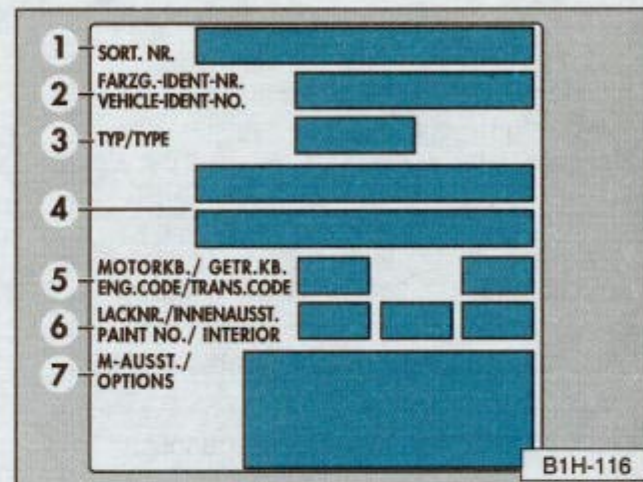 1 SORT. NR.
2 FARZG.-IDENT-NR.
VEHICLE-IDENT-NO.
3 TYP/TYPE
4
5 MOTORKB./ GETR.KB.
ENG.CODE/TRANS.CODE
6 LACKNR./INNENAUSST.
PAINT NO./ INTERIOR
7 M-AUSST./
OPTIONS
B1H-116